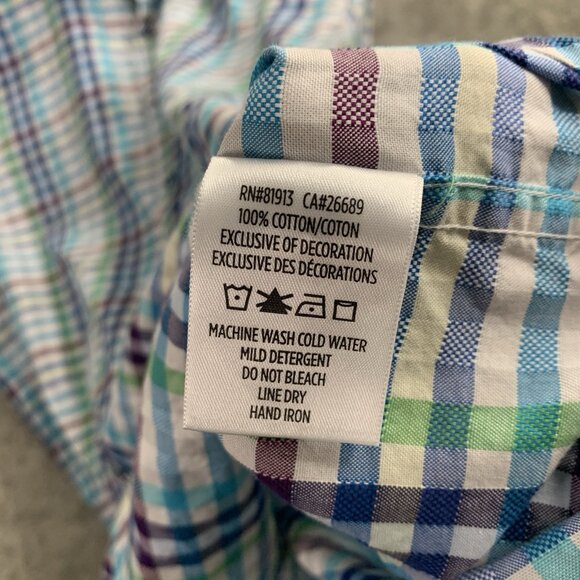 RN#81913 CA#26689
100% COTTON/COTON
EXCLUSIVE OF DECORATION
EXCLUSIVE DES DÉCORATIONS
MACHINE WASH COLD WATER
MILD DETERGENT
DO NOT BLEACH
LINE DRY
HAND IRON